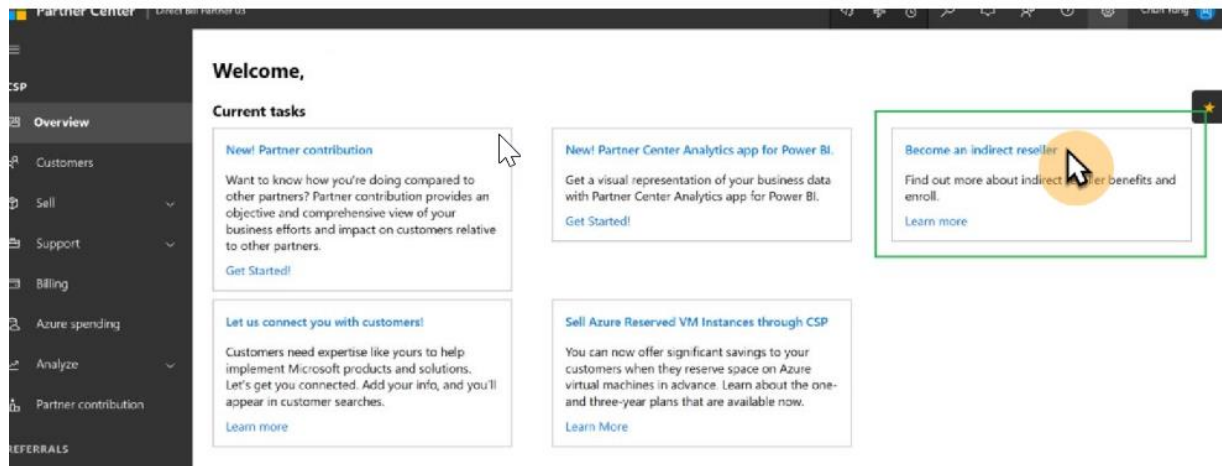 Partner Center | Direct Bill Partner 03
Chun Yang
CSP
Overview
Customers
Sell
Support
Billing
Azure spending
Analyze
Partner contribution
REFERRALS
Welcome,
Current tasks
New! Partner contribution
Want to know how you're doing compared to
other partners? Partner contribution provides an
objective and comprehensive view of your
business efforts and impact on customers relative
to other partners.
Get Started!
New! Partner Center Analytics app for Power BI.
Get a visual representation of your business data
with Partner Center Analytics app for Power BI.
Get Started!
Become an indirect reseller
Find out more about indirect reseller benefits and
enroll.
Learn more
Let us connect you with customers!
Customers need expertise like yours to help
implement Microsoft products and solutions.
Let's get you connected. Add your info, and you'll
appear in customer searches.
Learn more
Sell Azure Reserved VM Instances through CSP
You can now offer significant savings to your
customers when they reserve space on Azure
virtual machines in advance. Learn about the one-
and three-year plans that are available now.
Learn More